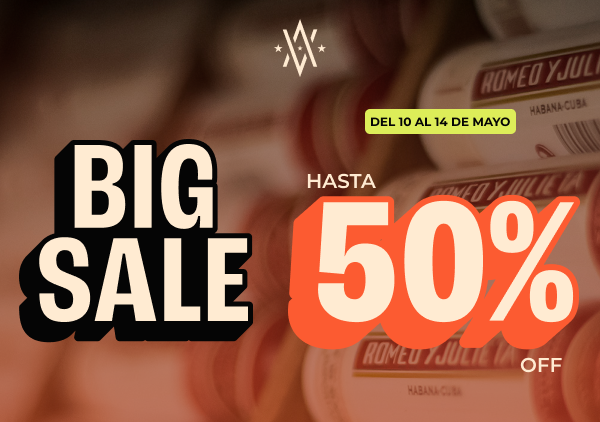 ROMEO Y JULI
HABANA-CUBA
DEL 10 AL 14 DE MAYO
BIG
SALE
HASTA
ROMEO Y JULIETA
50%
ROMEO Y JULIETA
HABANA-CUBA
OFF